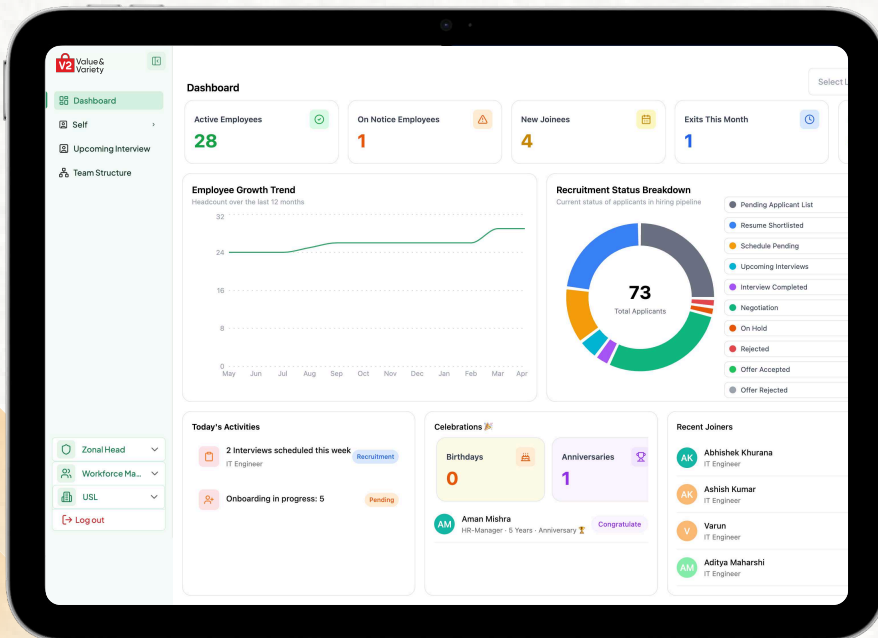 V2 Value &
Variety
Dashboard
Self
Upcoming Interview
Team Structure
Zonal Head
Workforce Ma...
USL
Log out
Dashboard
Select
Active Employees
28
On Notice Employees
1
New Joinees
4
Exits This Month
1
Employee Growth Trend
Headcount over the last 12 months
32
24
16
8
0
May Jun Jul Aug Sep Oct Nov Dec Jan Feb Mar Apr
Recruitment Status Breakdown
Current status of applicants in hiring pipeline
73
Total Applicants
Pending Applicant List
Resume Shortlisted
Schedule Pending
Upcoming Interviews
Interview Completed
Negotiation
On Hold
Rejected
Offer Accepted
Offer Rejected
Today's Activities
2 Interviews scheduled this week
IT Engineer
Recruitment
Onboarding in progress: 5
Pending
Celebrations 🎉
Birthdays
0
Anniversaries
1
AM
Aman Mishra
HR-Manager · 5 Years · Anniversary 🏆
Congratulate
Recent Joiners
AK
Abhishek Khurana
IT Engineer
AK
Ashish Kumar
IT Engineer
V
Varun
IT Engineer
AM
Aditya Maharshi
IT Engineer